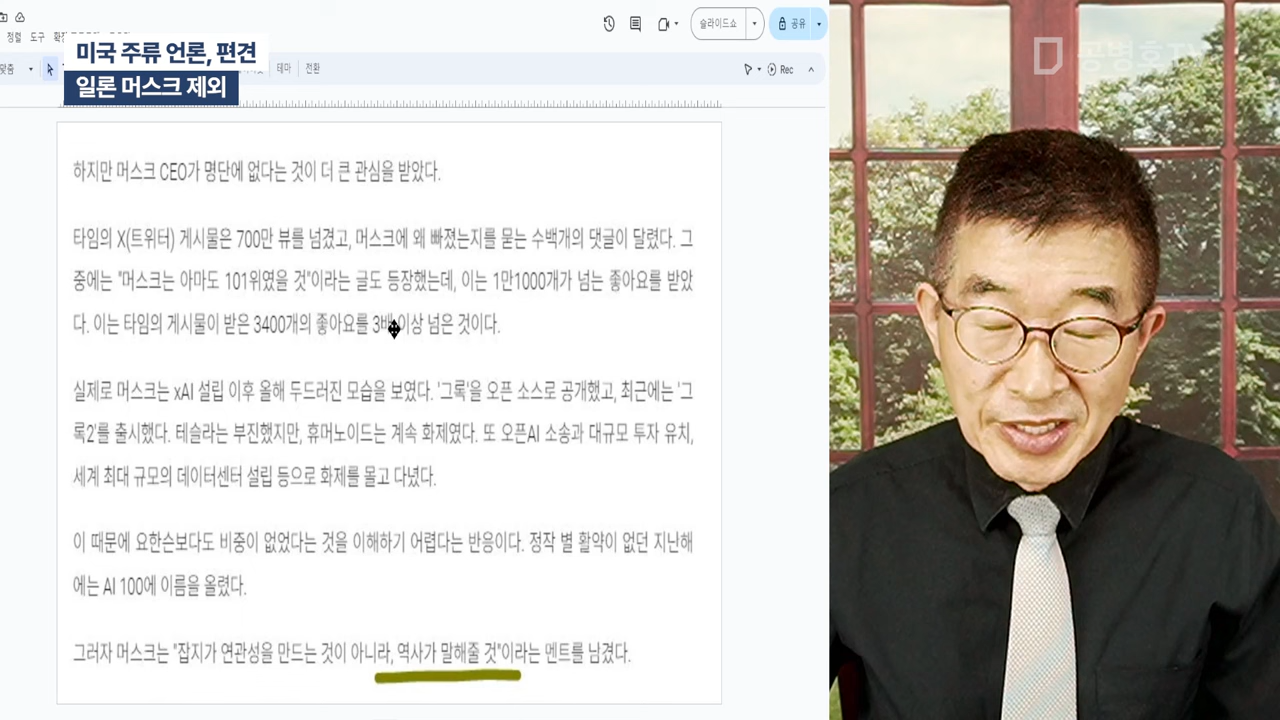 정렬 도구
슬라이드쇼
공유
맞춤
테마
전환
Rec
미국 주류 언론, 편견
일론 머스크 제외
공병호TV
하지만 머스크 CEO가 명단에 없다는 것이 더 큰 관심을 받았다.
타임의 X(트위터) 게시물은 700만 뷰를 넘겼고, 머스크에 왜 빠졌는지를 묻는 수백개의 댓글이 달렸다. 그
중에는 "머스크는 아마도 101위였을 것"이라는 글도 등장했는데, 이는 1만1000개가 넘는 좋아요를 받았
다. 이는 타임의 게시물이 받은 3400개의 좋아요를 3배 이상 넘은 것이다.
실제로 머스크는 xAI 설립 이후 올해 두드러진 모습을 보였다. '그록'을 오픈 소스로 공개했고, 최근에는 '그
록2'를 출시했다. 테슬라는 부진했지만, 휴머노이드는 계속 화제였다. 또 오픈AI 소송과 대규모 투자 유치,
세계 최대 규모의 데이터센터 설립 등으로 화제를 몰고 다녔다.
이 때문에 요한슨보다도 비중이 없었다는 것을 이해하기 어렵다는 반응이다. 정작 별 활약이 없던 지난해
에는 AI 100에 이름을 올렸다.
그러자 머스크는 "잡지가 연관성을 만드는 것이 아니라, 역사가 말해줄 것"이라는 멘트를 남겼다.